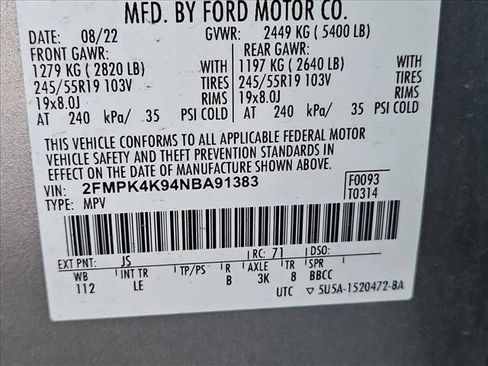 MFD. BY FORD MOTOR CO.
DATE: 08/22 GVWR: 2449 KG ( 5400 LB)
FRONT GAWR: REAR GAWR:
1279 KG ( 2820 LB) WITH 1197 KG ( 2640 LB) WITH
245/55R19 103V TIRES 245/55R19 103V TIRES
19x8.0J RIMS 19x8.0J RIMS
AT 240 kPa/ 35 PSI COLD AT 240 kPa/ 35 PSI COLD
THIS VEHICLE CONFORMS TO ALL APPLICABLE FEDERAL MOTOR
VEHICLE SAFETY AND THEFT PREVENTION STANDARDS IN
EFFECT ON THE DATE OF MANUFACTURE SHOWN ABOVE.
VIN: 2FMPK4K94NBA91383 F0093
TYPE: MPV T0314
EXT PNT: JS RC: 71 DSO:
WB INT TR TP/PS R AXLE TR SPR
112 LE B 3K 8 BBCC
UTC ▽ 5U5A-1520472-BA